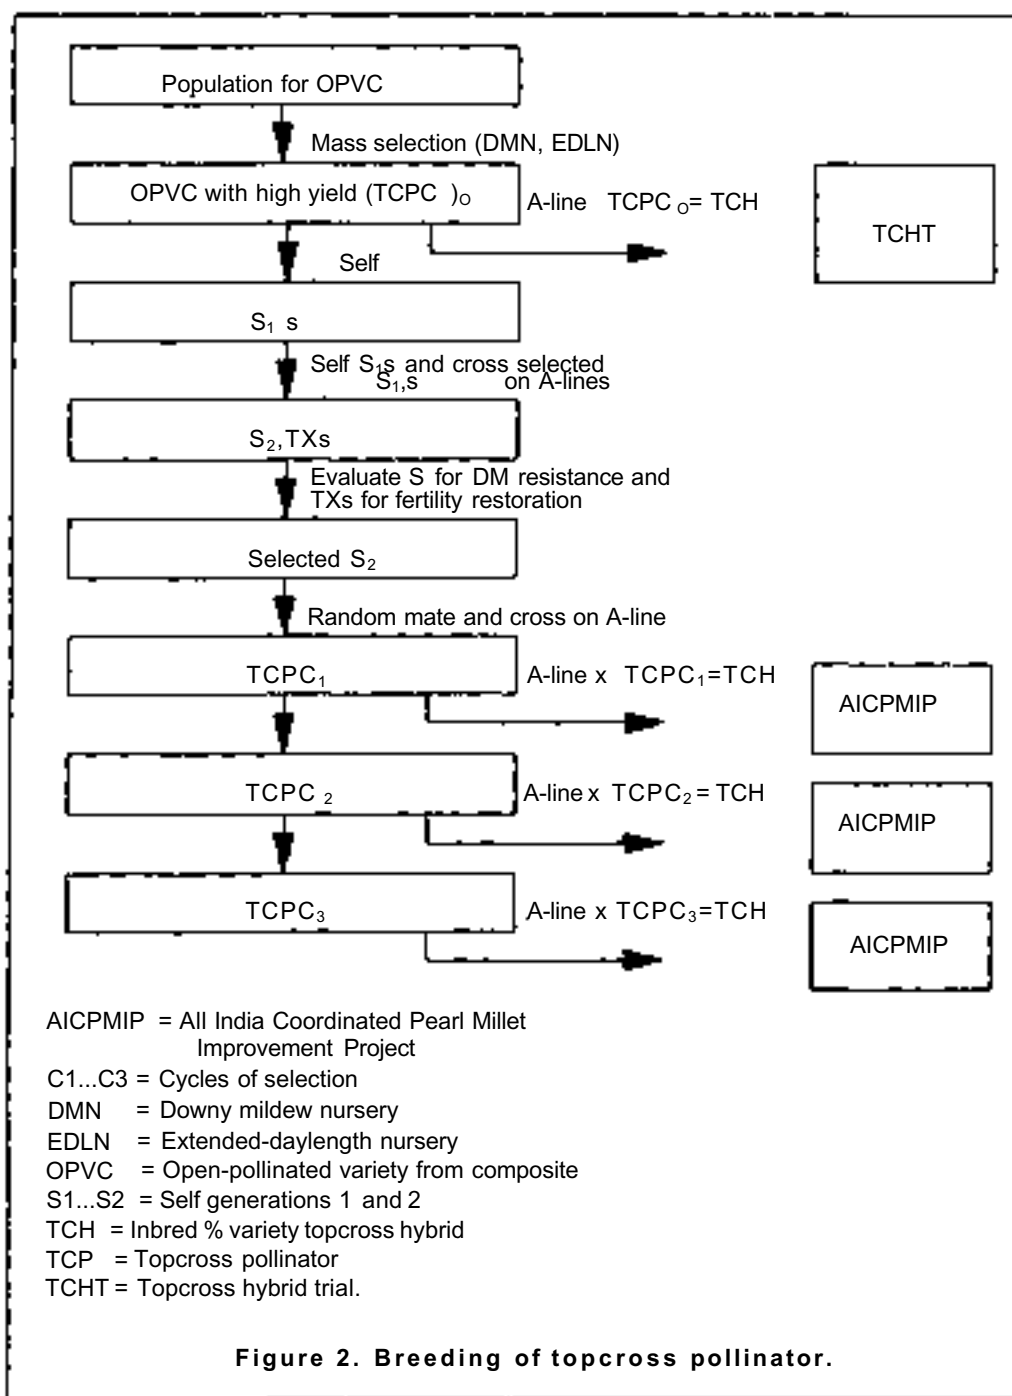 Population for OPVC
Mass selection (DMN, EDLN)
OPVC with high yield (TCPC )O
A-line TCPC O= TCH
TCHT
Self
S1 s
Self S1s and cross selected
S1,s on A-lines
S2,TXs
Evaluate S for DM resistance and
TXs for fertility restoration
Selected S2
Random mate and cross on A-line
TCPC1
A-line x TCPC1=TCH
AICPMIP
TCPC 2
A-line x TCPC2 = TCH
AICPMIP
TCPC3
A-line x TCPC3=TCH
AICPMIP
AICPMIP = All India Coordinated Pearl Millet
Improvement Project
C1...C3 = Cycles of selection
DMN = Downy mildew nursery
EDLN = Extended-daylength nursery
OPVC = Open-pollinated variety from composite
S1...S2 = Self generations 1 and 2
TCH = Inbred % variety topcross hybrid
TCP = Topcross pollinator
TCHT = Topcross hybrid trial.
Figure 2. Breeding of topcross pollinator.